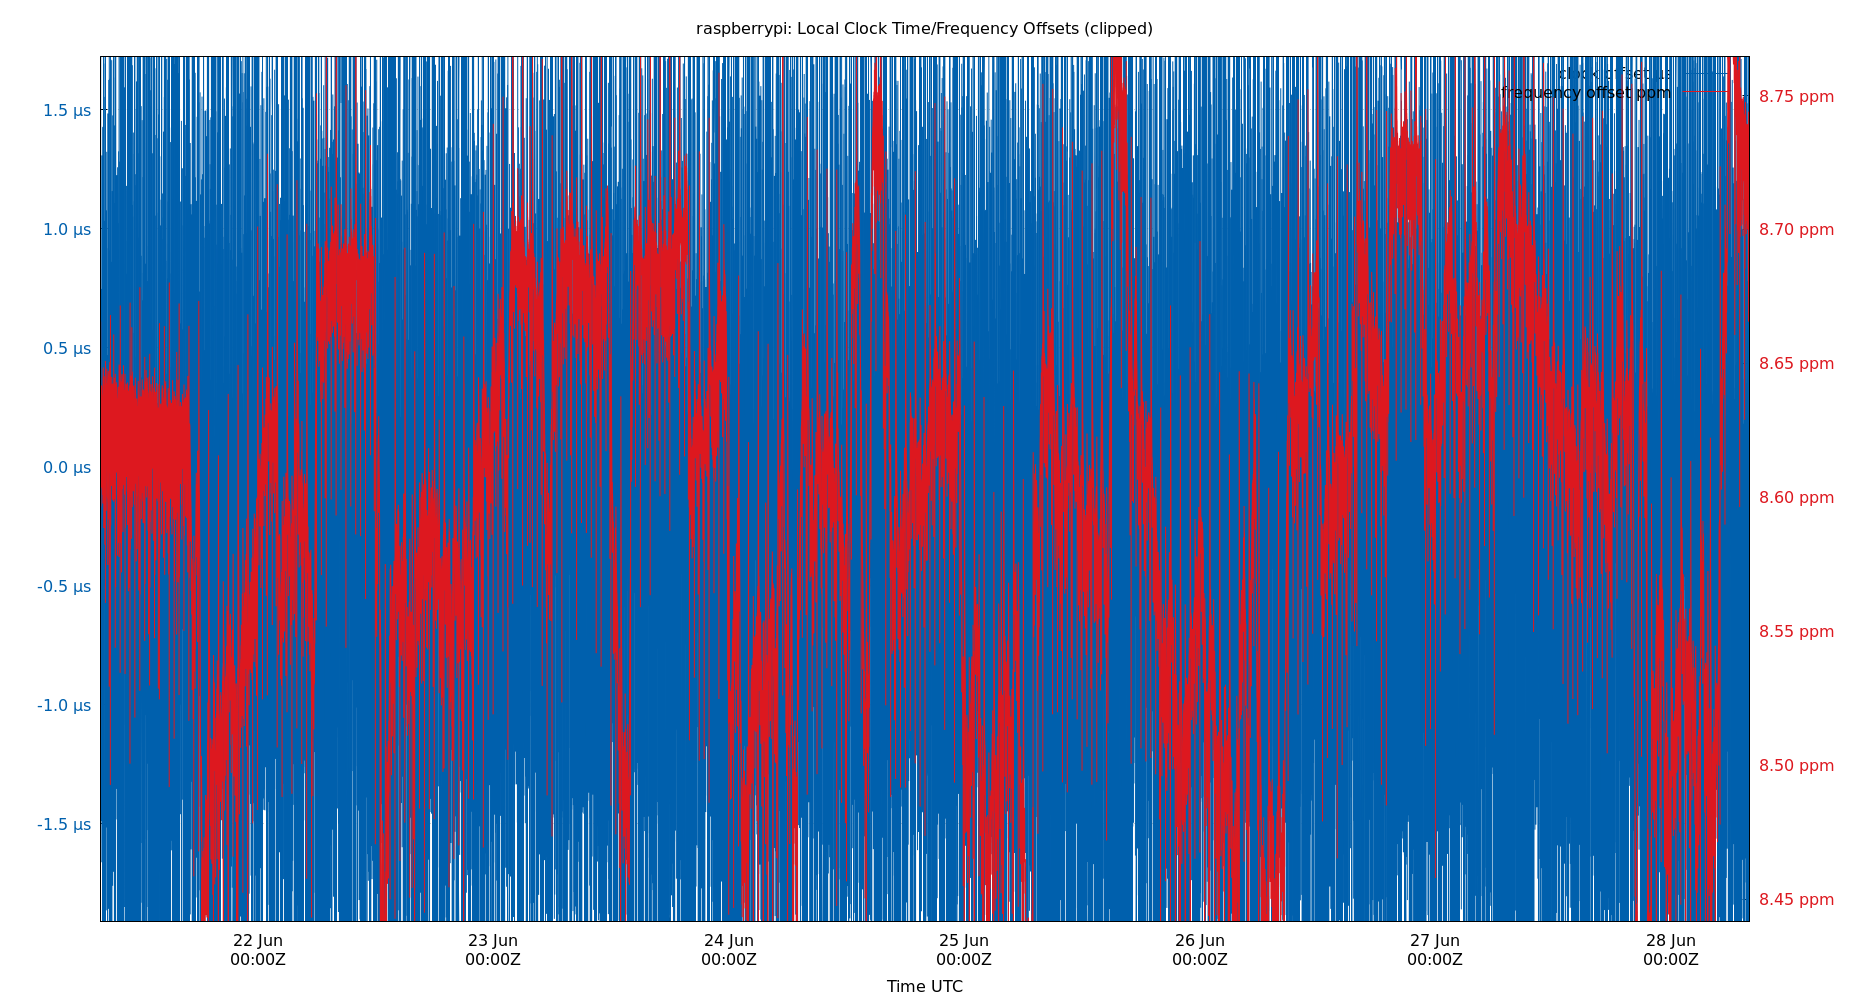 raspberrypi: Local Clock Time/Frequency Offsets (clipped)
clock offset µs
frequency offset ppm
1.5 µs
1.0 µs
0.5 µs
0.0 µs
-0.5 µs
-1.0 µs
-1.5 µs
8.75 ppm
8.70 ppm
8.65 ppm
8.60 ppm
8.55 ppm
8.50 ppm
8.45 ppm
22 Jun 23 Jun 24 Jun 25 Jun 26 Jun 27 Jun 28 Jun
00:00Z 00:00Z 00:00Z 00:00Z 00:00Z 00:00Z 00:00Z
Time UTC